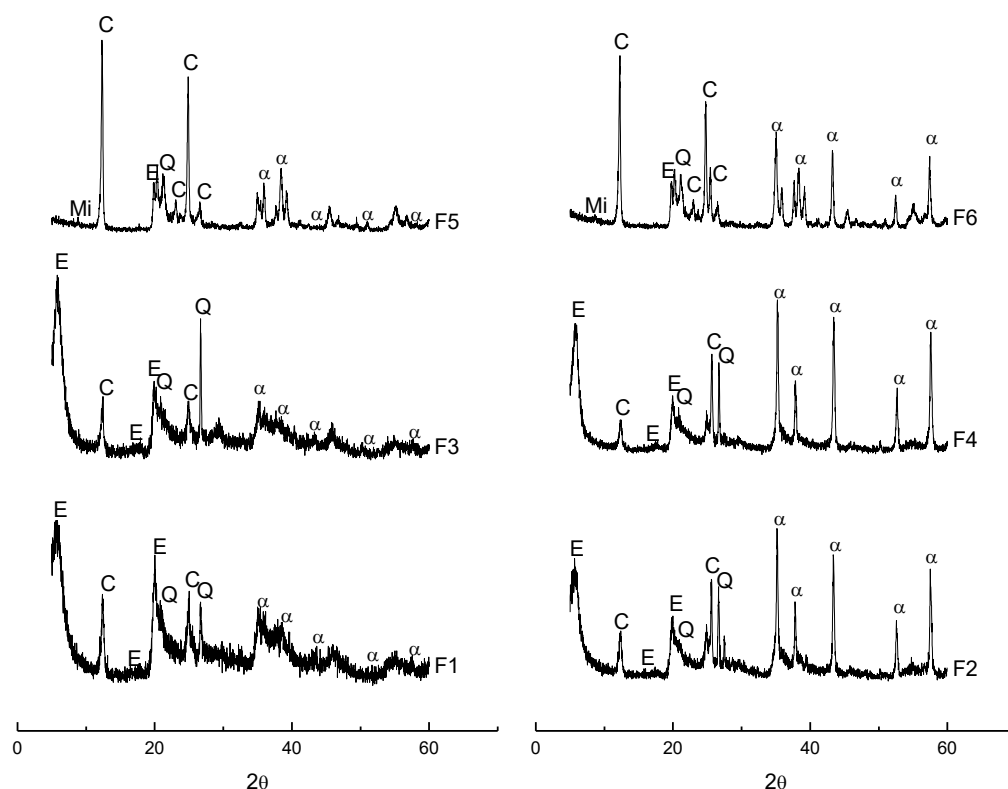 C
C
E Q α α
C C
Mi α α α
F5
E
Q
C E Q C α α
E α α α
F3
E
E
C Q C Q α α
E α α α
F1
0 20 40 60
2θ
C
C
α α
E Q C C α
Mi α
F6
α
E α α
C Q α α
E Q
C
E
F4
α
E α α
C Q α α
E Q
C
E
F2
0 20 40 60
2θ